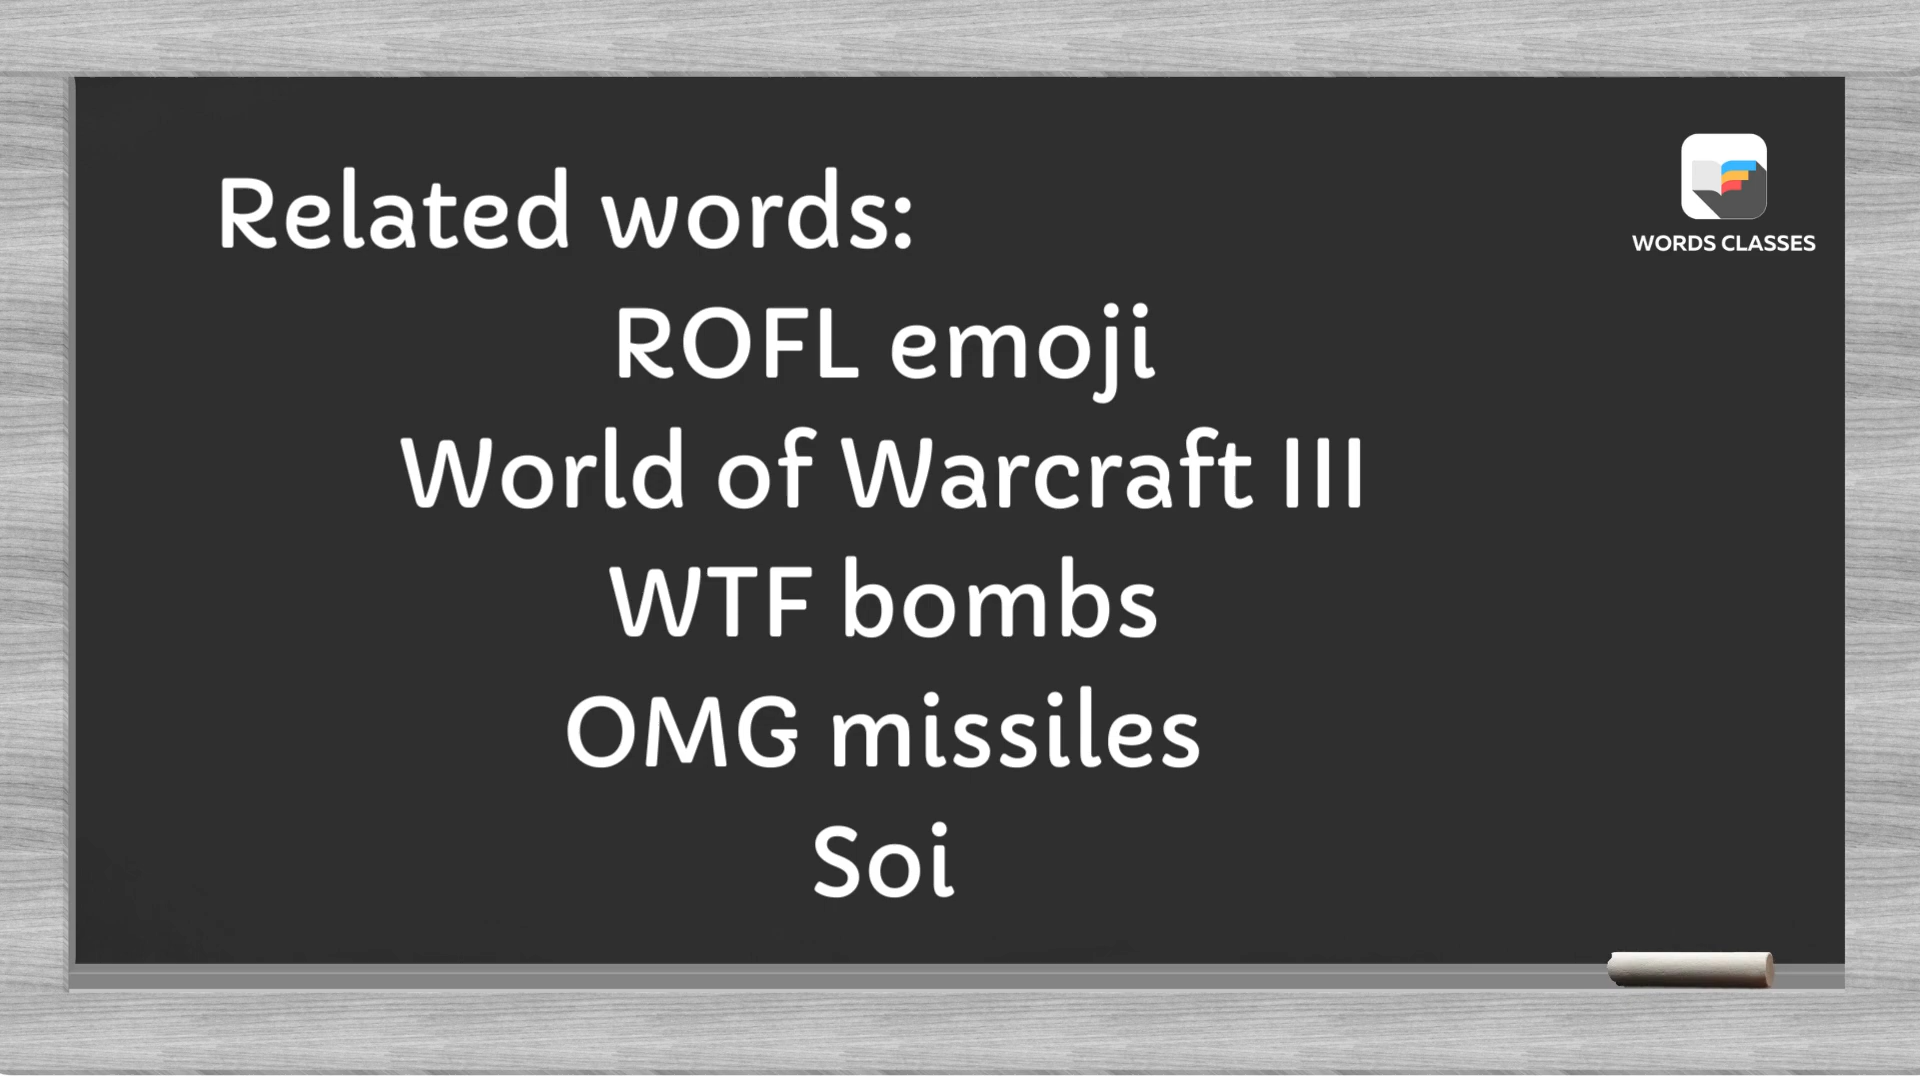 Related words:
WORDS CLASSES
ROFL emoji
World of Warcraft III
WTF bombs
OMG missiles
Soi